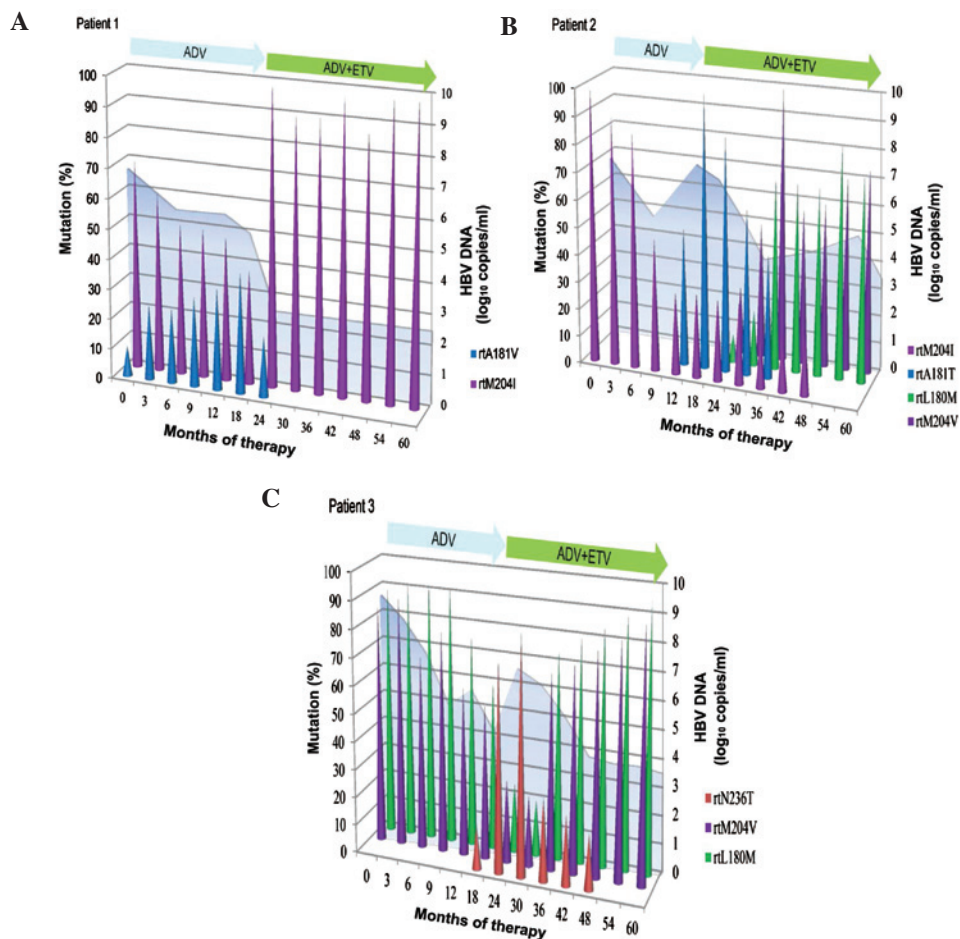 A
Patient 1
ADV
ADV+ETV
Mutation (%)
100
90
80
70
60
50
40
30
20
10
0
10
9
8
7
6
5
4
3
2
1
0
HBV DNA
(log₁₀ copies/ml)
0 3 6 9 12 18 24 30 36 42 48 54 60
Months of therapy
rtA181V
rtM204I
B
Patient 2
ADV
ADV+ETV
Mutation (%)
100
90
80
70
60
50
40
30
20
10
0
10
9
8
7
6
5
4
3
2
1
0
HBV DNA
(log₁₀ copies/ml)
0 3 6 9 12 18 24 30 36 42 48 54 60
Months of therapy
rtM204I
rtA181T
rtL180M
rtM204V
C
Patient 3
ADV
ADV+ETV
Mutation (%)
100
90
80
70
60
50
40
30
20
10
0
10
9
8
7
6
5
4
3
2
1
0
HBV DNA
(log₁₀ copies/ml)
0 3 6 9 12 18 24 30 36 42 48 54 60
Months of therapy
rtN236T
rtM204V
rtL180M